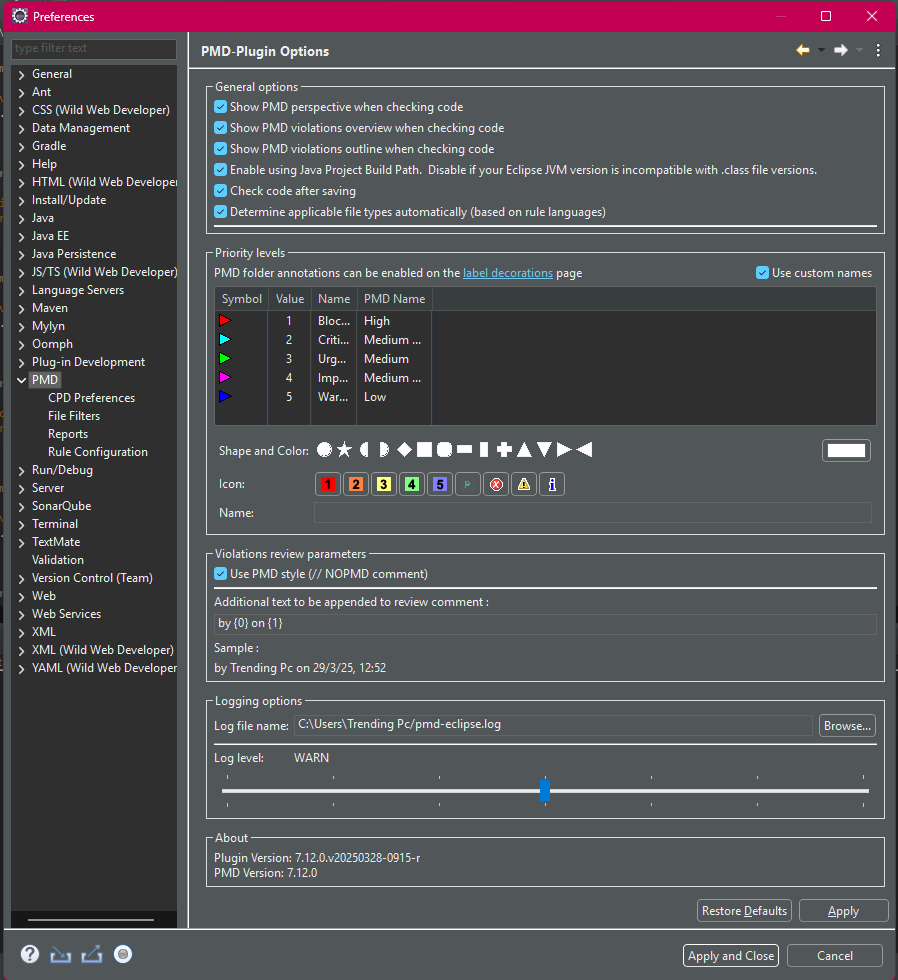 Preferences
type filter text
General
Ant
CSS (Wild Web Developer)
Data Management
Gradle
Help
HTML (Wild Web Developer
Install/Update
Java
Java EE
Java Persistence
JS/TS (Wild Web Developer)
Language Servers
Maven
Mylyn
Oomph
Plug-in Development
PMD
CPD Preferences
File Filters
Reports
Rule Configuration
Run/Debug
Server
SonarQube
Terminal
TextMate
Validation
Version Control (Team)
Web
Web Services
XML
XML (Wild Web Developer)
YAML (Wild Web Developer
PMD-Plugin Options
General options
Show PMD perspective when checking code
Show PMD violations overview when checking code
Show PMD violations outline when checking code
Enable using Java Project Build Path.  Disable if your Eclipse JVM version is incompatible with .class file versions.
Check code after saving
Determine applicable file types automatically (based on rule languages)
Priority levels
PMD folder annotations can be enabled on the label decorations page Use custom names
Symbol Value Name PMD Name
1 Bloc... High
2 Criti... Medium ...
3 Urg... Medium
4 Imp... Medium ...
5 War... Low
Shape and Color:
Icon: 1 2 3 4 5 P
Name:
Violations review parameters
Use PMD style (// NOPMD comment)
Additional text to be appended to review comment :
by {0} on {1}
Sample :
by Trending Pc on 29/3/25, 12:52
Logging options
Log file name: C:\Users\Trending Pc/pmd-eclipse.log Browse...
Log level: WARN
About
Plugin Version: 7.12.0.v20250328-0915-r
PMD Version: 7.12.0
Restore Defaults Apply
? Apply and Close Cancel